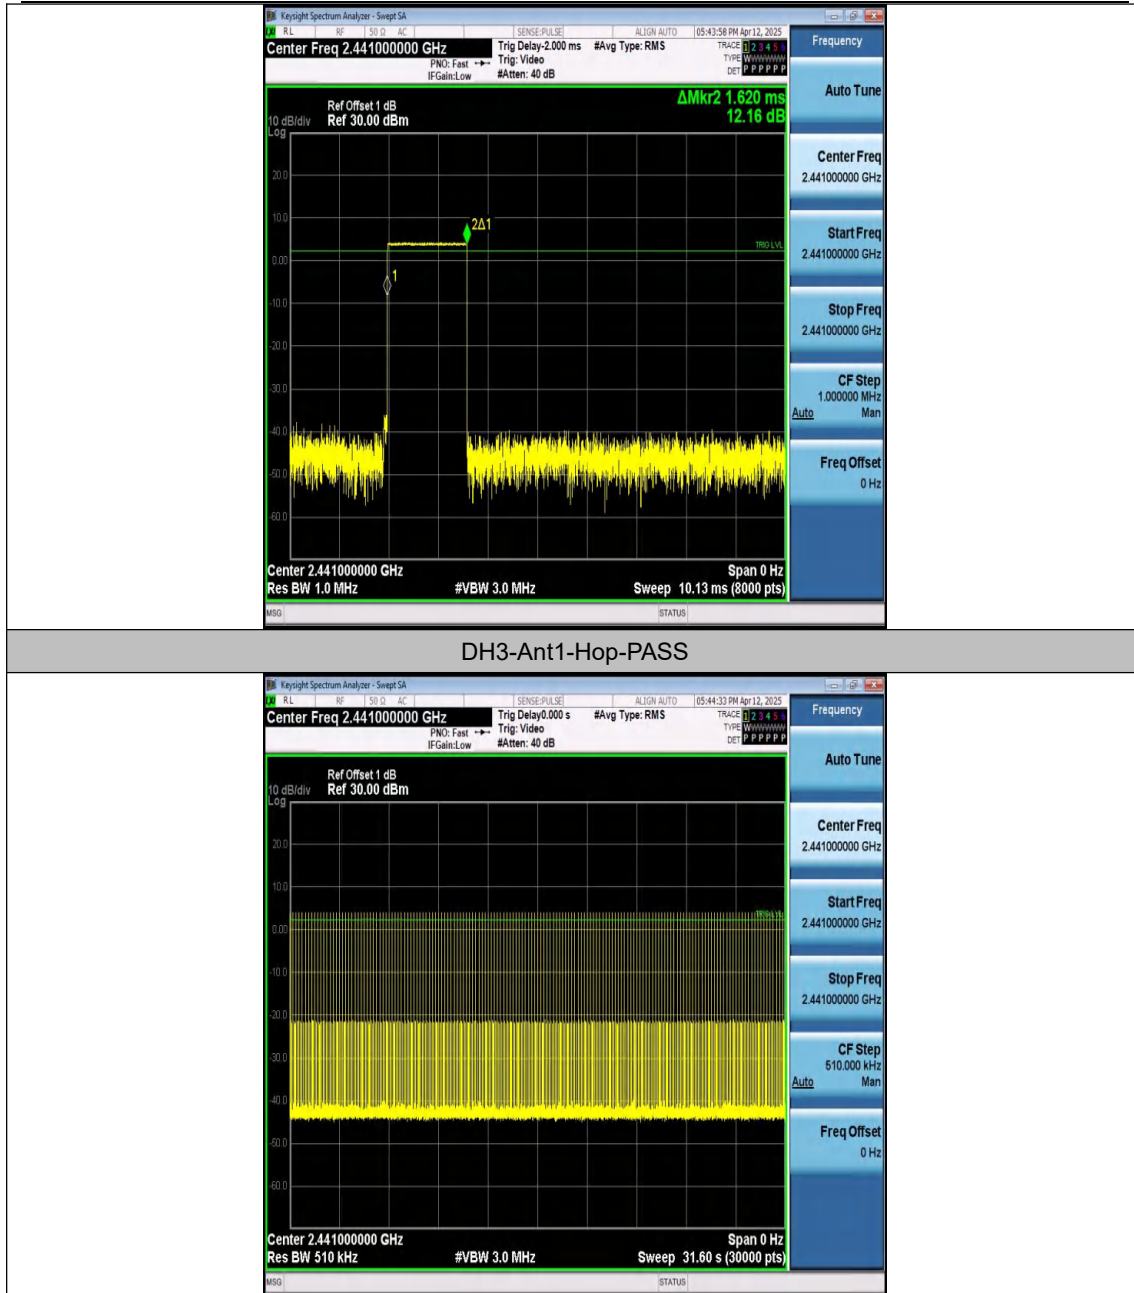 Keysight Spectrum Analyzer - Swept SA
RL RF 50 Ω AC SENSE:PULSE ALIGN AUTO 05:43:58 PM Apr 12, 2025
Center Freq 2.441000000 GHz
PNO: Fast
IFGain:Low
Trig Delay-2.000 ms
Trig: Video
#Atten: 40 dB
#Avg Type: RMS
TRACE 1 2 3 4 5 6
TYPE WWWWWW
DET P P P P P P
ΔMkr2 1.620 ms
12.16 dB
Ref Offset 1 dB
10 dB/div Ref 30.00 dBm
Log
20.0
10.0
0.00
-10.0
-20.0
-30.0
-40.0
-50.0
-60.0
2Δ1
1
TRIG LVL
Center 2.441000000 GHz Span 0 Hz
Res BW 1.0 MHz #VBW 3.0 MHz Sweep 10.13 ms (8000 pts)
MSG STATUS
Frequency
Auto Tune
Center Freq
2.441000000 GHz
Start Freq
2.441000000 GHz
Stop Freq
2.441000000 GHz
CF Step
1.000000 MHz
Auto Man
Freq Offset
0 Hz
DH3-Ant1-Hop-PASS
Keysight Spectrum Analyzer - Swept SA
RL RF 50 Ω AC SENSE:PULSE ALIGN AUTO 05:44:33 PM Apr 12, 2025
Center Freq 2.441000000 GHz
PNO: Fast
IFGain:Low
Trig Delay0.000 s
Trig: Video
#Atten: 40 dB
#Avg Type: RMS
TRACE 1 2 3 4 5 6
TYPE WWWWWW
DET P P P P P P
Ref Offset 1 dB
10 dB/div Ref 30.00 dBm
Log
20.0
10.0
0.00
-10.0
-20.0
-30.0
-40.0
-50.0
-60.0
TRIG LVL
Center 2.441000000 GHz Span 0 Hz
Res BW 510 kHz #VBW 3.0 MHz Sweep 31.60 s (30000 pts)
MSG STATUS
Frequency
Auto Tune
Center Freq
2.441000000 GHz
Start Freq
2.441000000 GHz
Stop Freq
2.441000000 GHz
CF Step
510.000 kHz
Auto Man
Freq Offset
0 Hz